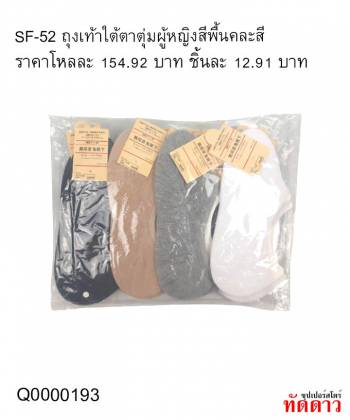 SF-52 ถุงเท้าใต้ตาตุ่มผู้หญิงสีพื้นคละสี
ราคาโหลละ 154.92 บาท ชิ้นละ 12.91 บาท
Q0000193
ซุปเปอร์สโตร์
ทัดดาว